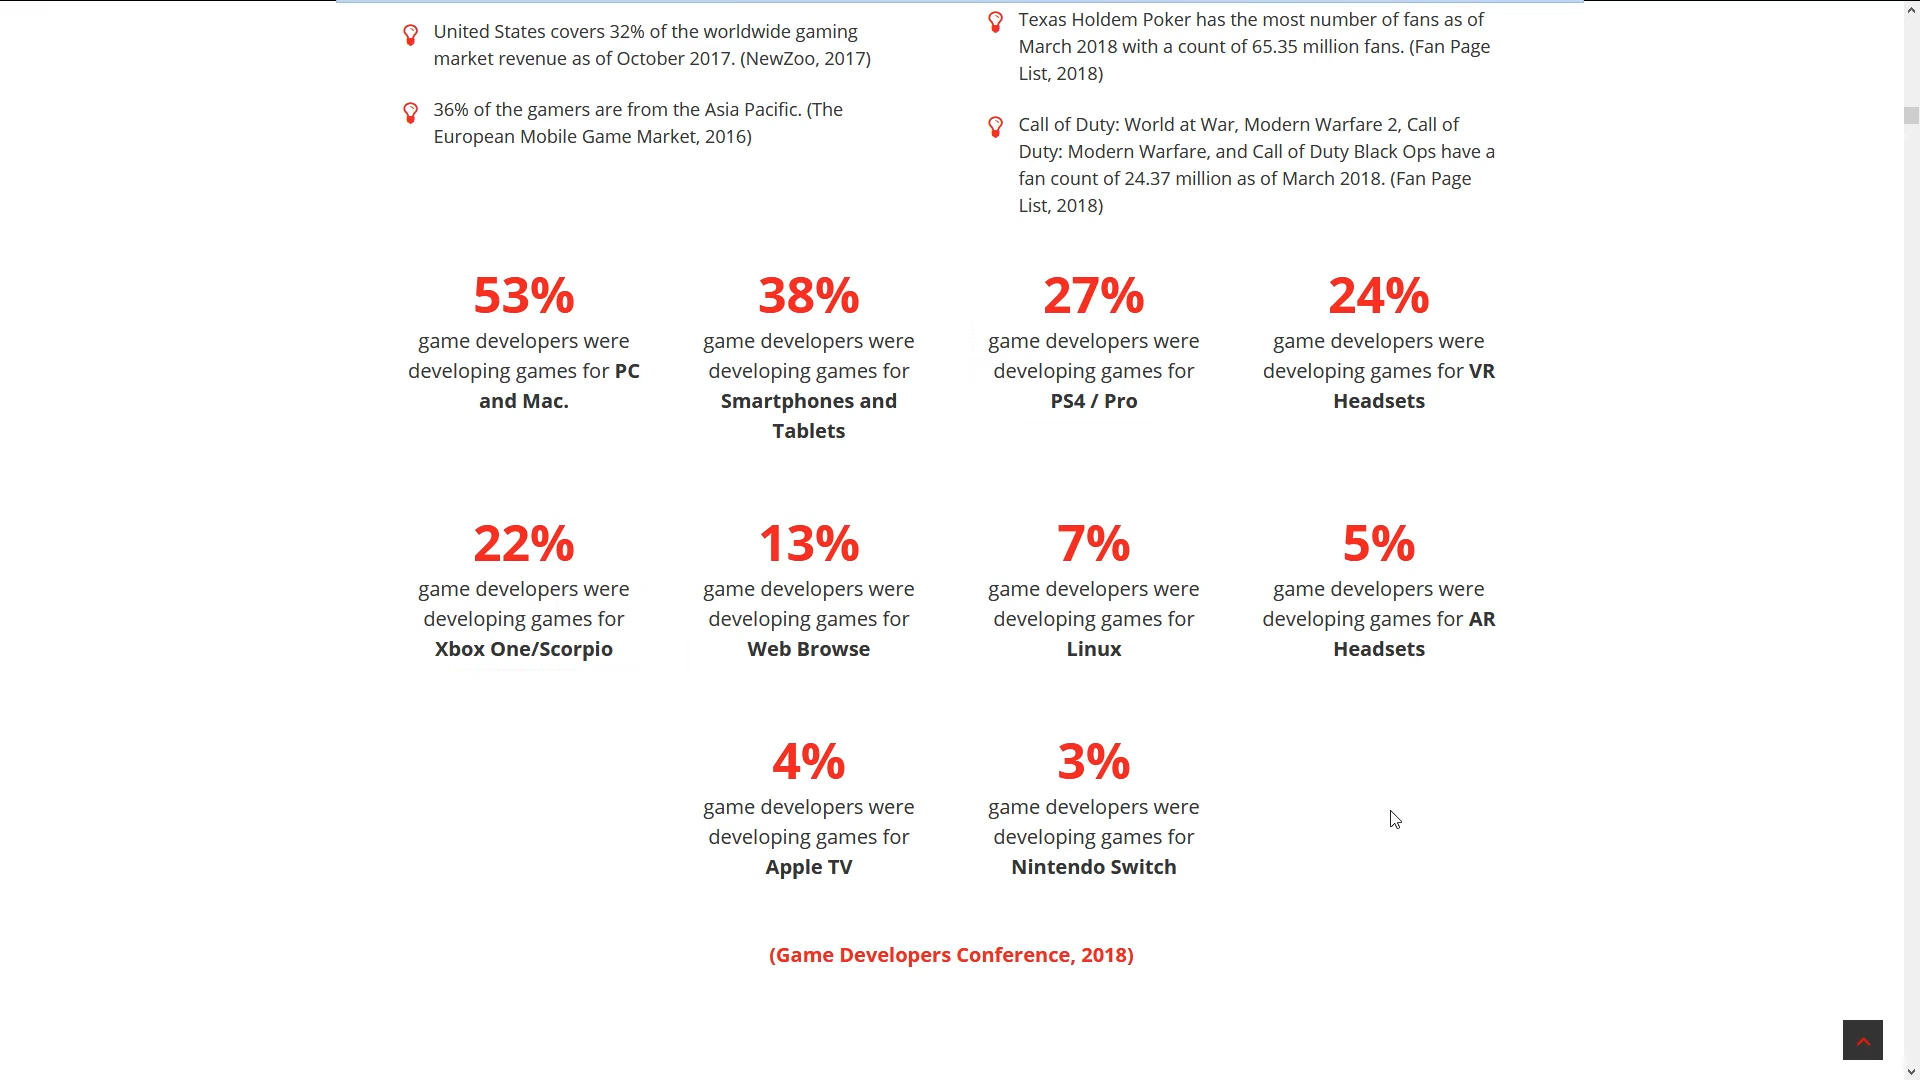 United States covers 32% of the worldwide gaming
market revenue as of October 2017. (NewZoo, 2017)
36% of the gamers are from the Asia Pacific. (The
European Mobile Game Market, 2016)
Texas Holdem Poker has the most number of fans as of
March 2018 with a count of 65.35 million fans. (Fan Page
List, 2018)
Call of Duty: World at War, Modern Warfare 2, Call of
Duty: Modern Warfare, and Call of Duty Black Ops have a
fan count of 24.37 million as of March 2018. (Fan Page
List, 2018)
53%
game developers were
developing games for PC
and Mac.
38%
game developers were
developing games for
Smartphones and
Tablets
27%
game developers were
developing games for
PS4 / Pro
24%
game developers were
developing games for VR
Headsets
22%
game developers were
developing games for
Xbox One/Scorpio
13%
game developers were
developing games for
Web Browse
7%
game developers were
developing games for
Linux
5%
game developers were
developing games for AR
Headsets
4%
game developers were
developing games for
Apple TV
3%
game developers were
developing games for
Nintendo Switch
(Game Developers Conference, 2018)